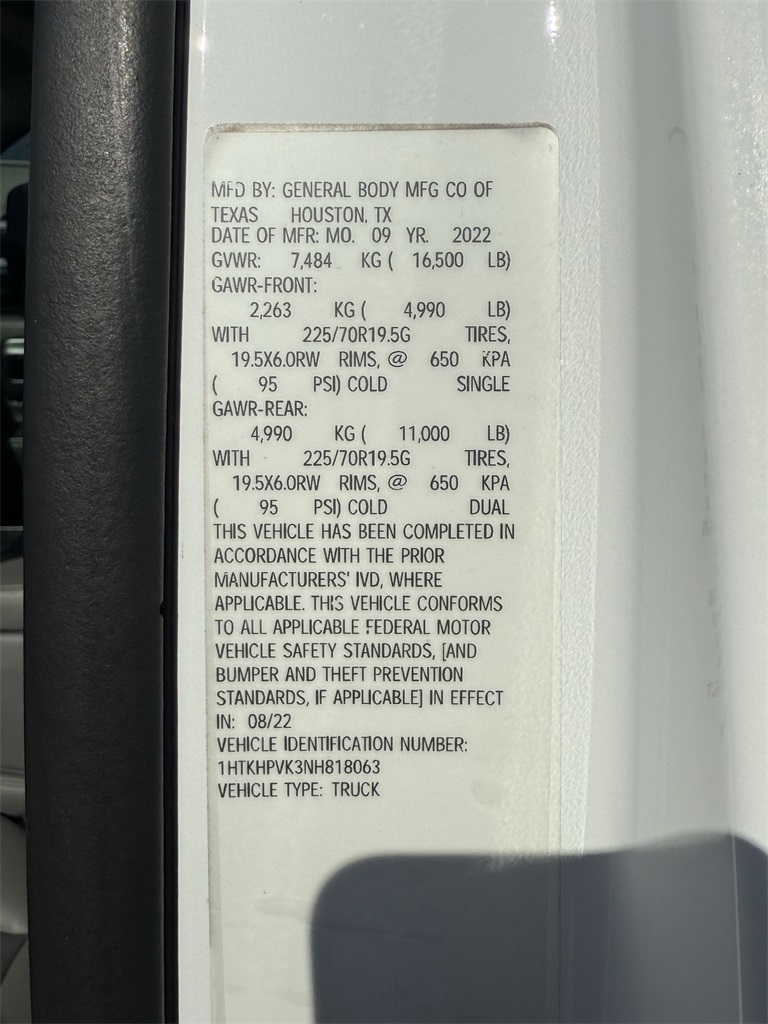 MFD BY: GENERAL BODY MFG CO OF
TEXAS HOUSTON, TX
DATE OF MFR: MO. 09 YR. 2022
GVWR: 7,484 KG ( 16,500 LB)
GAWR-FRONT:
2,263 KG ( 4,990 LB)
WITH 225/70R19.5G TIRES,
19.5X6.0RW RIMS, @ 650 KPA
( 95 PSI) COLD SINGLE
GAWR-REAR:
4,990 KG ( 11,000 LB)
WITH 225/70R19.5G TIRES,
19.5X6.0RW RIMS, @ 650 KPA
( 95 PSI) COLD DUAL
THIS VEHICLE HAS BEEN COMPLETED IN
ACCORDANCE WITH THE PRIOR
MANUFACTURERS' IVD, WHERE
APPLICABLE. THIS VEHICLE CONFORMS
TO ALL APPLICABLE FEDERAL MOTOR
VEHICLE SAFETY STANDARDS, [AND
BUMPER AND THEFT PREVENTION
STANDARDS, IF APPLICABLE] IN EFFECT
IN: 08/22
VEHICLE IDENTIFICATION NUMBER:
1HTKHPVK3NH818063
VEHICLE TYPE: TRUCK